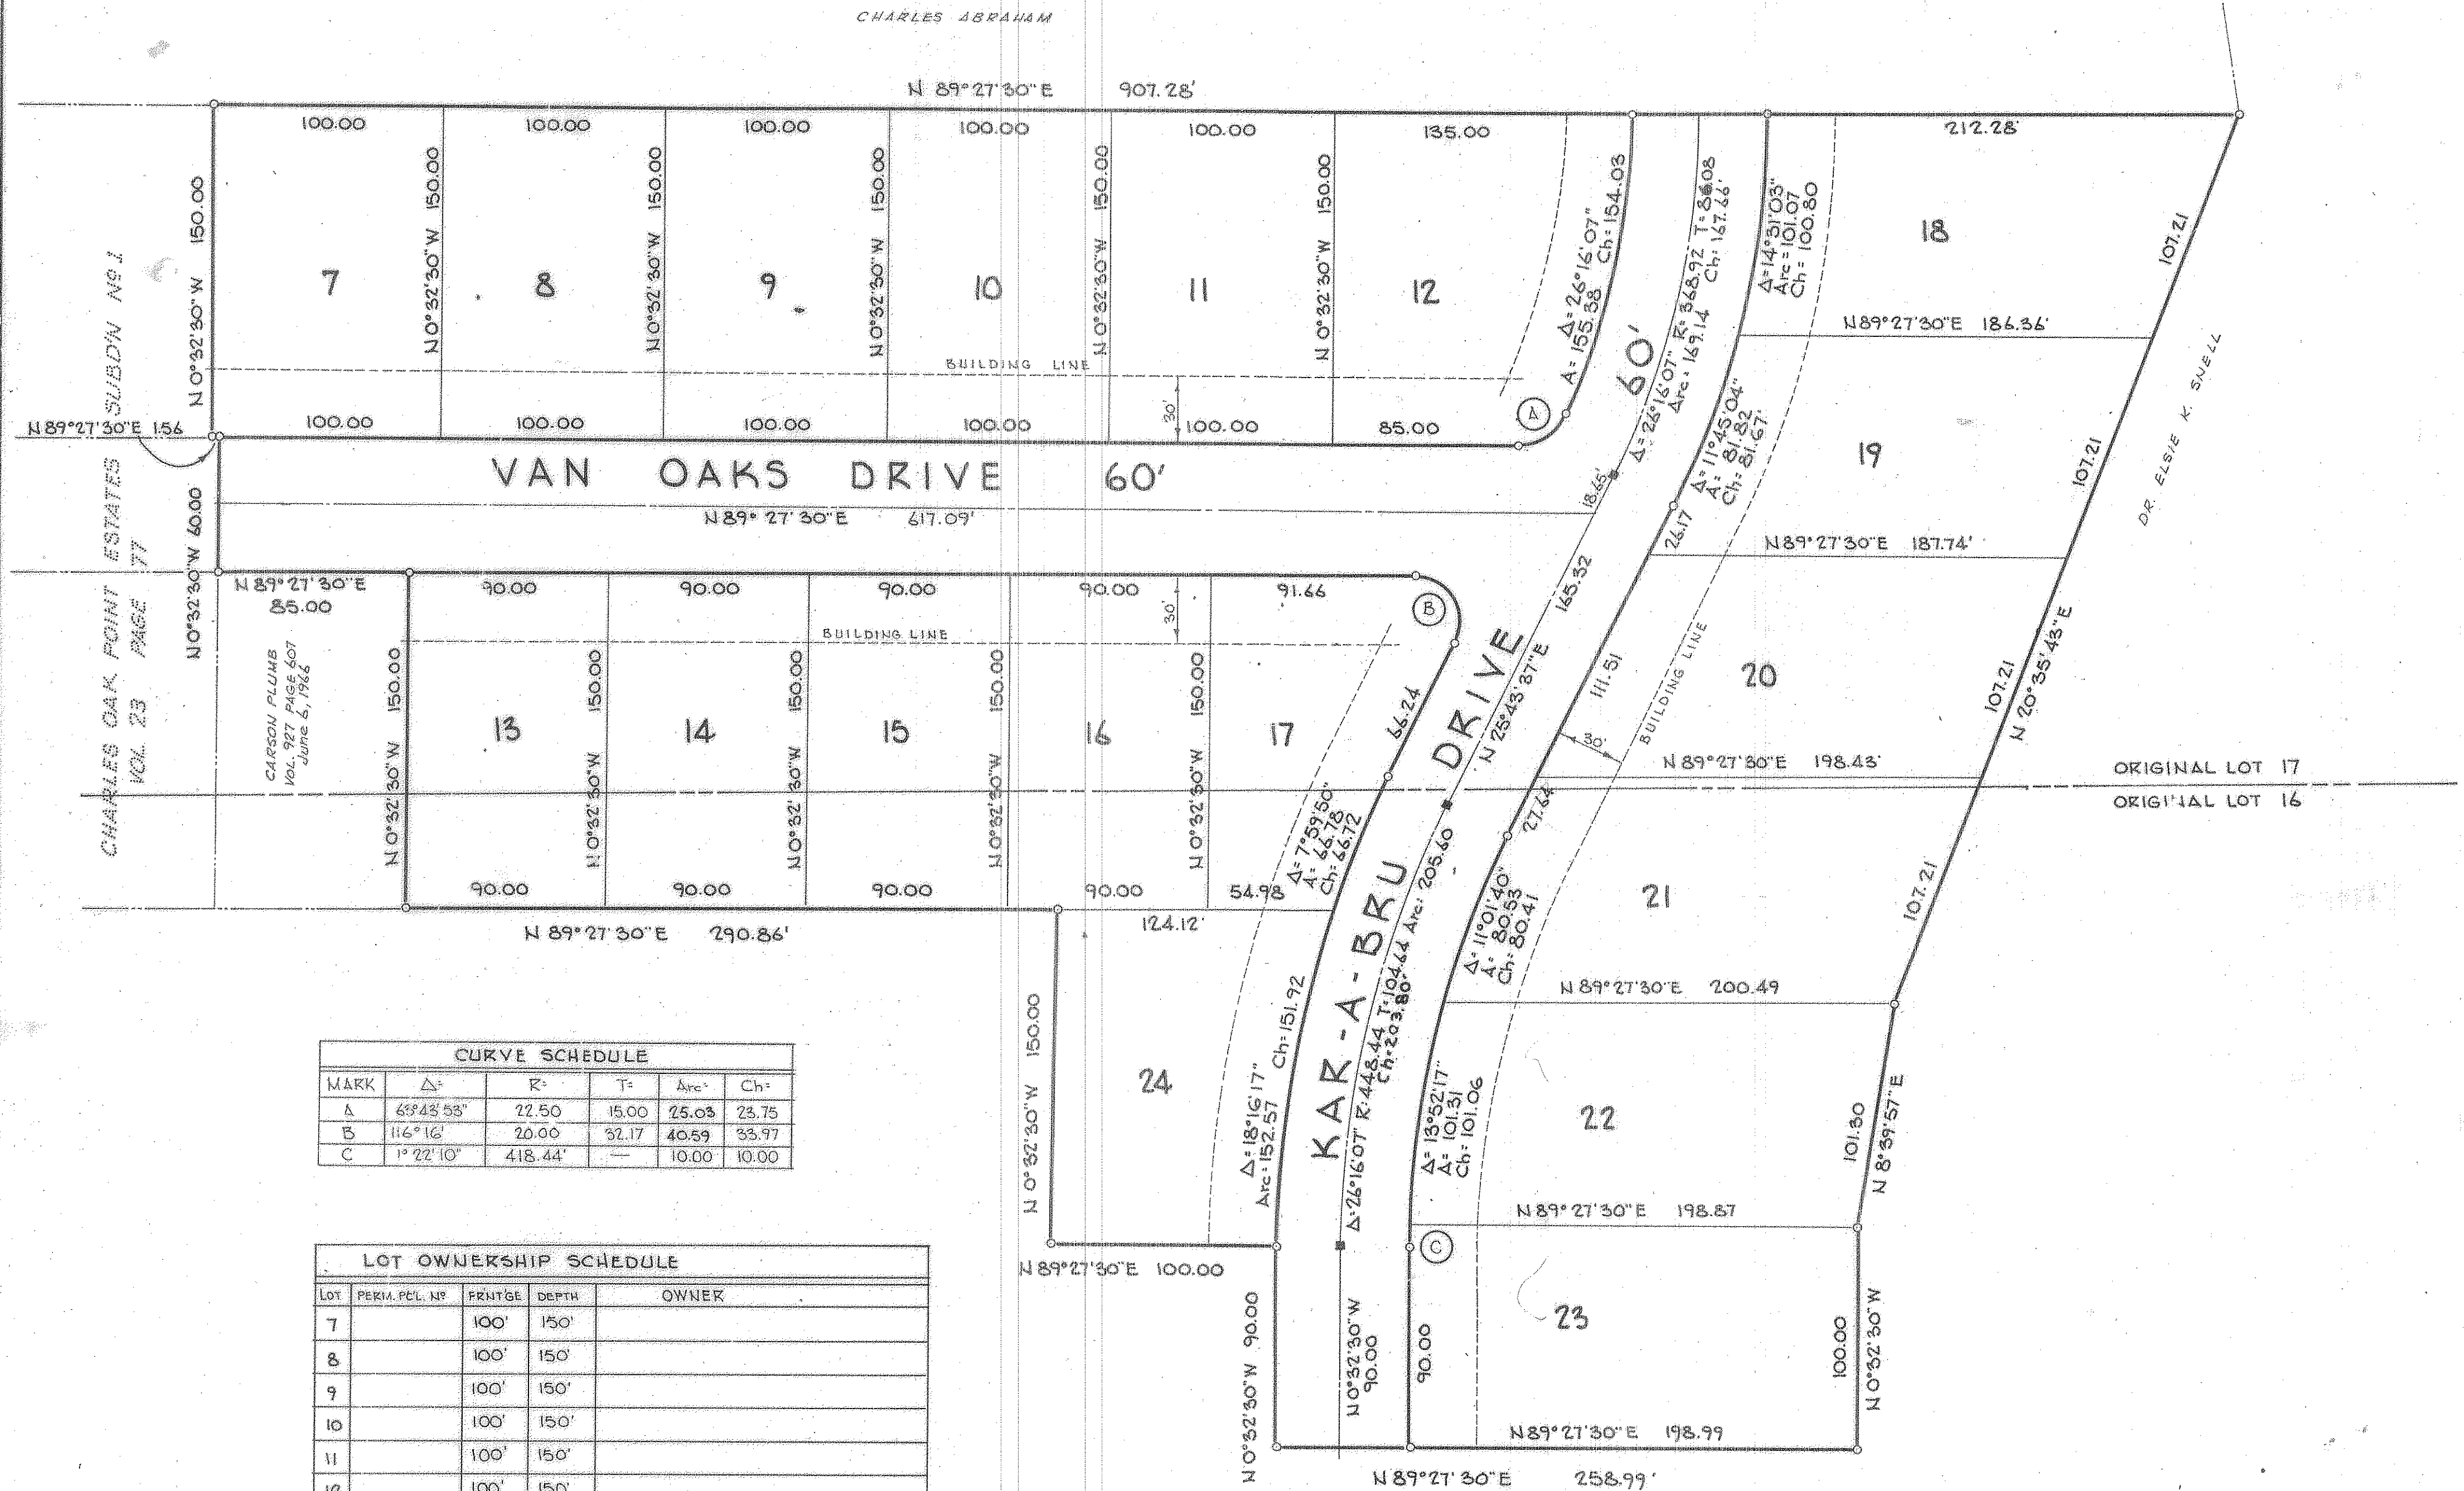 CHARLES ABRAHAM
N 89°27'30"E 907.28'
100.00 100.00 100.00 100.00 100.00 135.00 212.28'
N 0°32'30"W 150.00
N 0°32'30"W 150.00
N 0°32'30"W 150.00
N 0°32'30"W 150.00
N 0°32'30"W 150.00
N 0°32'30"W 150.00
7 8 9 10 11 12 18
Δ=26°16'07"
A=155.38 Ch=154.03
Δ=26°16'07" R=368.92 T=86.08
Arc=169.14 Ch=167.66'
Δ=14°31'03"
Arc=101.07
Ch=100.80
107.21
N89°27'30"E 186.36'
BUILDING LINE
30'
60'
A
100.00 100.00 100.00 100.00 100.00 85.00
N89°27'30"E 1.56
CHARLES OAK POINT ESTATES SUBDN Nº 1
VOL. 23 PAGE 77
VAN OAKS DRIVE 60'
N89°27'30"E 617.09'
18.65'
Δ=11°45'04"
A=81.82
Ch=81.67'
19
107.21
DR. ELSIE K. SNELL
26.17
N89°27'30"E 187.74'
N0°32'30"W 60.00
N89°27'30"E
85.00
90.00 90.00 90.00 90.00 91.66
30'
B
165.32
BUILDING LINE
CARSON PLUMB
VOL. 927 PAGE 607
June 6, 1966
N 0°32'30"W 150.00
N 0°32'30"W 150.00
N 0°32'30"W 150.00
N 0°32'30"W 150.00
N 0°32'30"W 150.00
13 14 15 16 17
66.24
KAR-A-BRU DRIVE
N 25°43'37"E
111.51
20
BUILDING LINE
30'
107.21
N 20°35'43"E
N89°27'30"E 198.43'
ORIGINAL LOT 17
ORIGINAL LOT 16
Δ=7°59'50"
A=66.78
Ch=66.72
27.64
90.00 90.00 90.00 90.00 54.98
124.12'
N 89°27'30"E 290.86'
Δ=26°16'07" R=448.44 T=104.64 Arc=205.60
Ch=203.80'
Δ=11°01'40"
A=80.53
Ch=80.41
21
107.21
N89°27'30"E 200.49
N 0°32'30"W 150.00
24
Δ=18°16'17"
Arc=152.57 Ch=151.92
Δ=13°52'17"
A=101.31
Ch=101.06
22
101.30
N 8°39'57"E
N89°27'30"E 198.87
C
N89°27'30"E 100.00
N 0°32'30"W 90.00
N0°32'30"W
90.00
90.00
23
100.00
N 0°32'30"W
N89°27'30"E 198.99
N89°27'30"E 258.99'
CURVE SCHEDULE
MARK Δ= R= T= Arc= Ch=
A 63°43'53" 22.50 15.00 25.03 23.75
B 116°16' 20.00 32.17 40.59 33.97
C 1°22'10" 418.44' — 10.00 10.00
LOT OWNERSHIP SCHEDULE
LOT PERM. PC'L. Nº FRNT'GE DEPTH OWNER
7 100' 150'
8 100' 150'
9 100' 150'
10 100' 150'
11 100' 150'
12 100' 150'